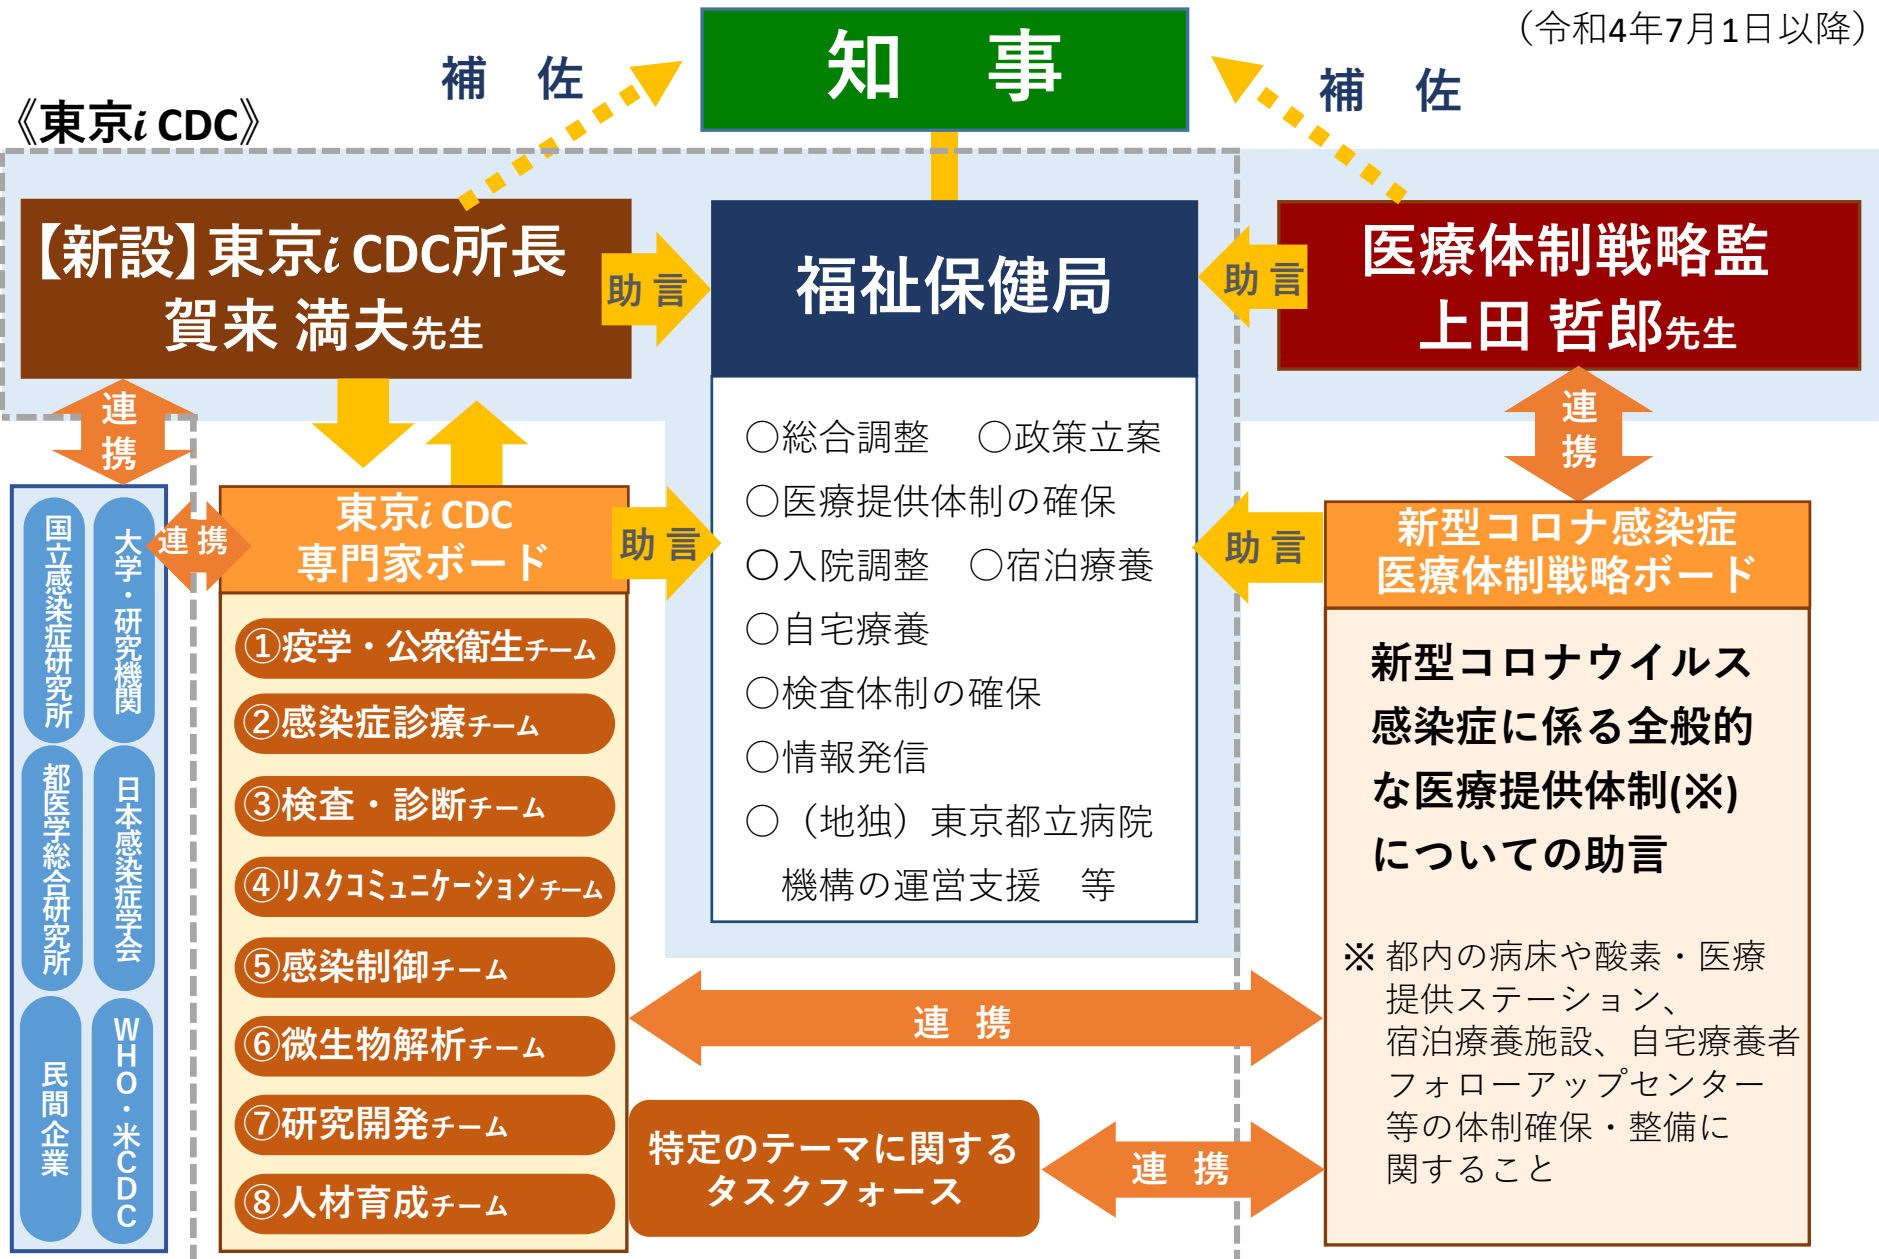 （令和4年7月1日以降）
知　事
補　佐
補　佐
《東京i CDC》
【新設】東京i CDC所長
賀来 満夫先生
助 言
福祉保健局
助 言
医療体制戦略監
上田 哲郎先生
連
携
連
携
○総合調整　○政策立案
○医療提供体制の確保
○入院調整　○宿泊療養
○自宅療養
○検査体制の確保
○情報発信
○（地独）東京都立病院
機構の運営支援　等
国立感染症研究所
大学・研究機関
都医学総合研究所
日本感染症学会
民間企業
WHO・米CDC
連 携
東京i CDC
専門家ボード
助 言
①疫学・公衆衛生チーム
②感染症診療チーム
③検査・診断チーム
④リスクコミュニケーションチーム
⑤感染制御チーム
⑥微生物解析チーム
⑦研究開発チーム
⑧人材育成チーム
助 言
新型コロナ感染症
医療体制戦略ボード
新型コロナウイルス
感染症に係る全般的
な医療提供体制(※)
についての助言
※ 都内の病床や酸素・医療
提供ステーション、
宿泊療養施設、自宅療養者
フォローアップセンター
等の体制確保・整備に
関すること
連 携
特定のテーマに関する
タスクフォース
連 携